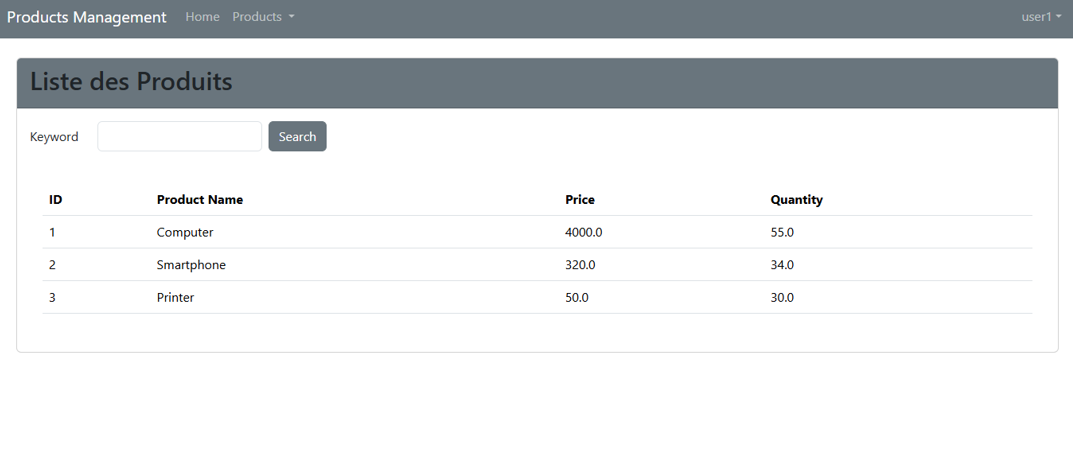 Products Management Home Products user1
Liste des Produits
Keyword Search
ID Product Name Price Quantity
1 Computer 4000.0 55.0
2 Smartphone 320.0 34.0
3 Printer 50.0 30.0